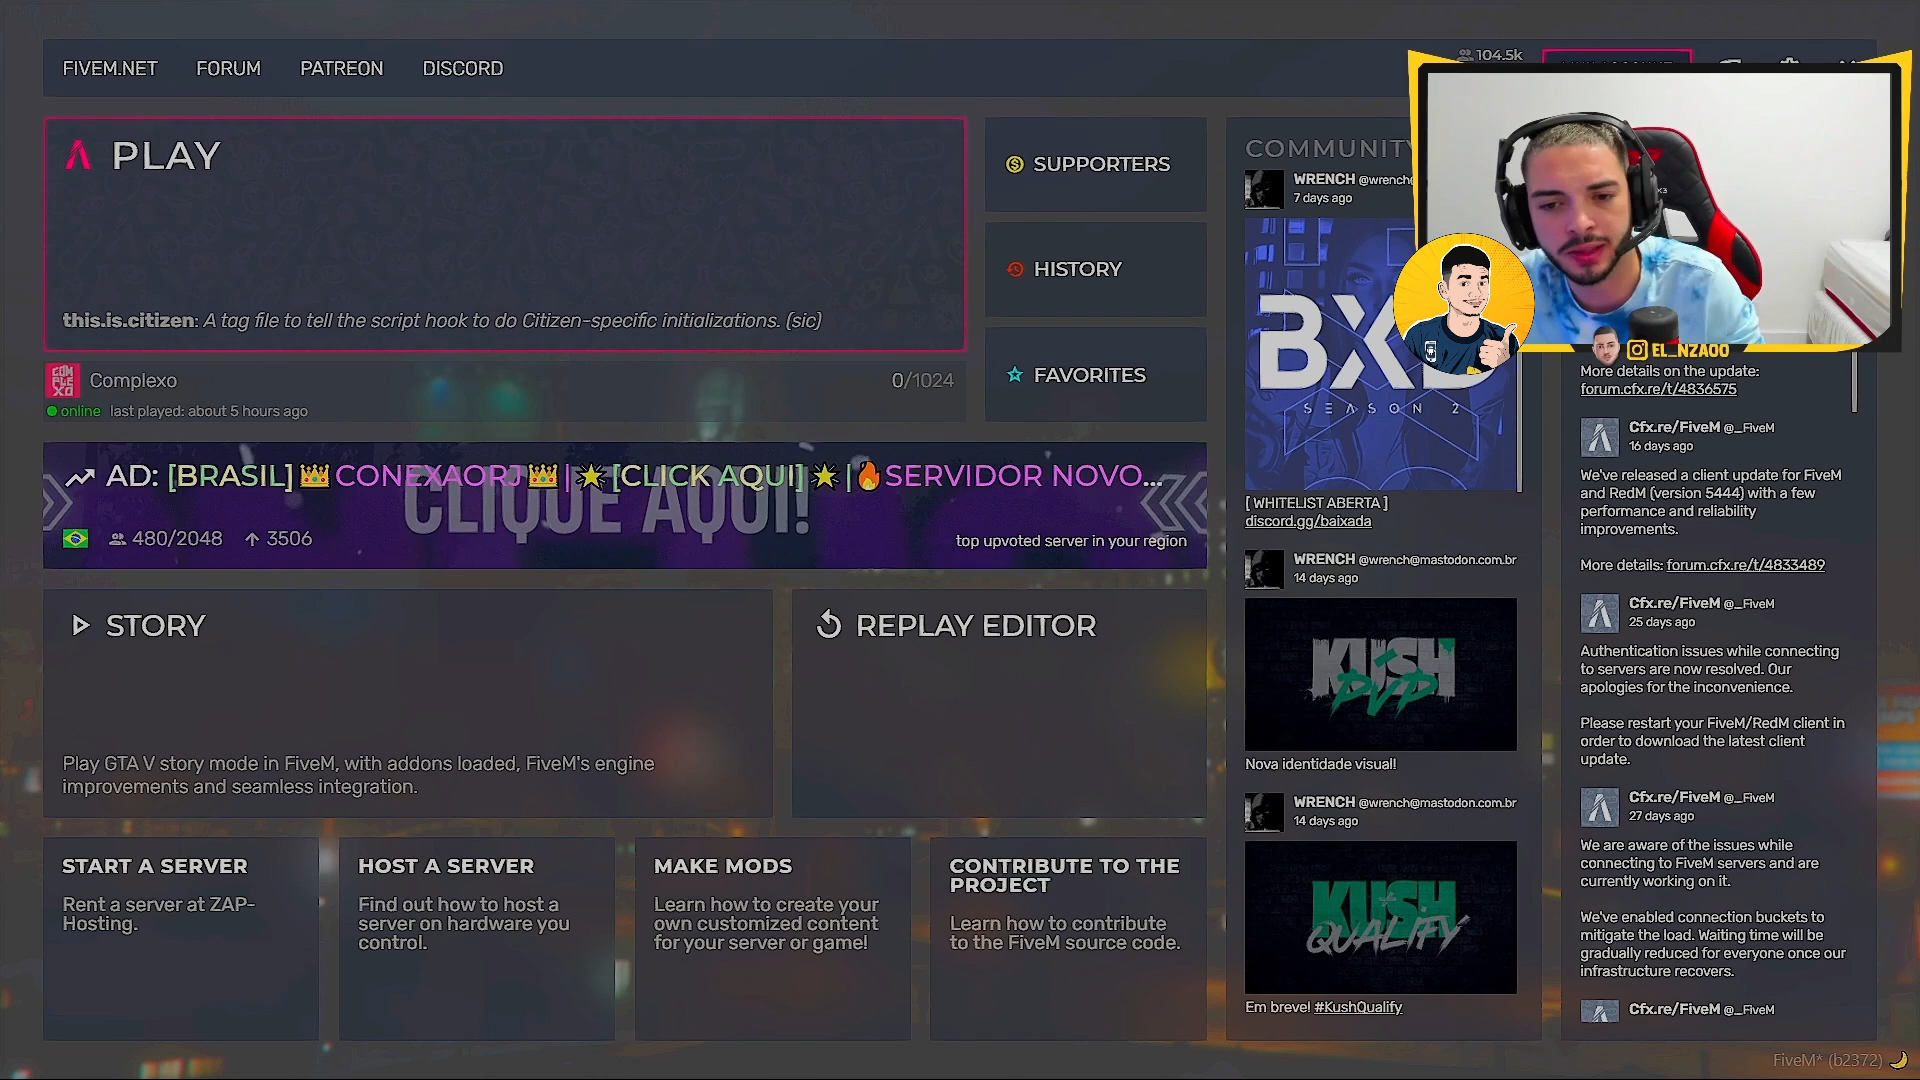 FIVEM.NET FORUM PATREON DISCORD
104.5k
PLAY
this.is.citizen: A tag file to tell the script hook to do Citizen-specific initializations. (sic)
COMPLEXO
Complexo
0/1024
online last played: about 5 hours ago
SUPPORTERS
HISTORY
FAVORITES
AD: [BRASIL]👑CONEXAORJ👑|🌟[CLICK AQUI]🌟|🔥SERVIDOR NOVO...
CLIQUE AQUI!
480/2048 3506
top upvoted server in your region
STORY
Play GTA V story mode in FiveM, with addons loaded, FiveM's engine
improvements and seamless integration.
REPLAY EDITOR
START A SERVER
Rent a server at ZAP-
Hosting.
HOST A SERVER
Find out how to host a
server on hardware you
control.
MAKE MODS
Learn how to create your
own customized content
for your server or game!
CONTRIBUTE TO THE
PROJECT
Learn how to contribute
to the FiveM source code.
COMMUNITY
WRENCH @wrench@
7 days ago
BXD
SEASON 2
[ WHITELIST ABERTA ]
discord.gg/baixada
WRENCH @wrench@mastodon.com.br
14 days ago
KUSH
PVP
Nova identidade visual!
WRENCH @wrench@mastodon.com.br
14 days ago
KUSH
QUALIFY
Em breve! #KushQualify
EL_NZAOO
More details on the update:
forum.cfx.re/t/4836575
Cfx.re/FiveM @_FiveM
16 days ago
We've released a client update for FiveM
and RedM (version 5444) with a few
performance and reliability
improvements.
More details: forum.cfx.re/t/4833489
Cfx.re/FiveM @_FiveM
25 days ago
Authentication issues while connecting
to servers are now resolved. Our
apologies for the inconvenience.
Please restart your FiveM/RedM client in
order to download the latest client
update.
Cfx.re/FiveM @_FiveM
27 days ago
We are aware of the issues while
connecting to FiveM servers and are
currently working on it.
We've enabled connection buckets to
mitigate the load. Waiting time will be
gradually reduced for everyone once our
infrastructure recovers.
Cfx.re/FiveM @_FiveM
FiveM* (b2372)